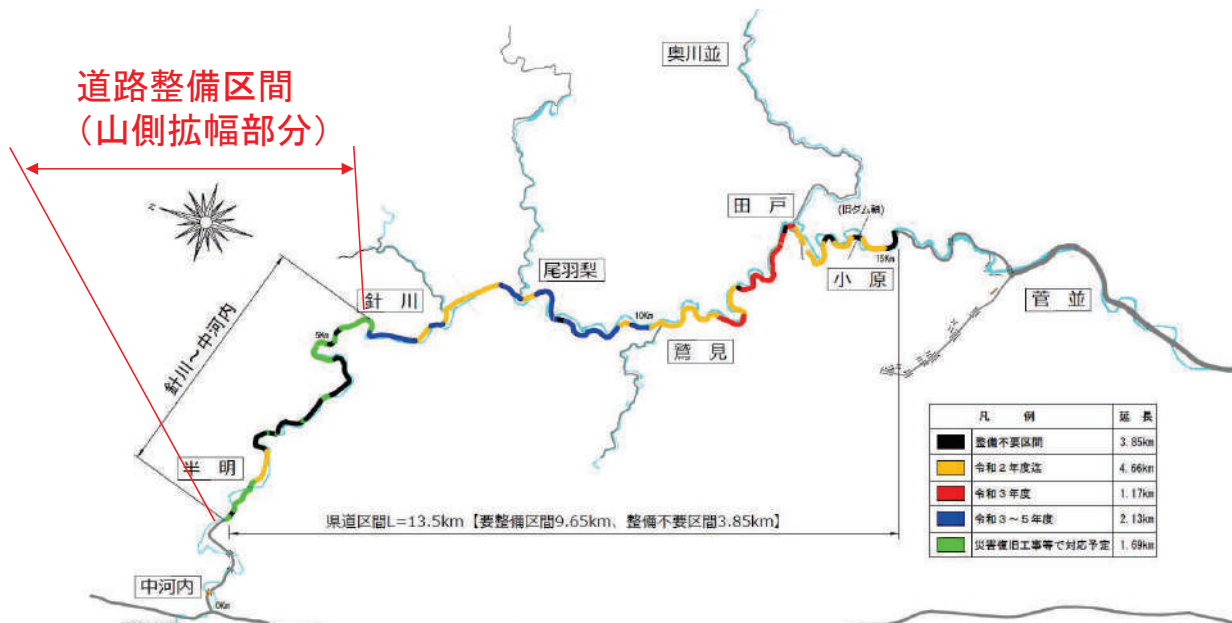 道路整備区間
（山側拡幅部分）
奥川並
田 戸
(旧ダム軸)
小 原
15Km
菅 並
尾羽梨
針 川
10Km
鷲 見
5Km
針川～中河内
半 明
中河内
0Km
県道区間L=13.5km【要整備区間9.65km、整備不要区間3.85km】
凡 例 延 長
整備不要区間 3.85km
令和２年度迄 4.66km
令和３年度 1.17km
令和３～５年度 2.13km
災害復旧工事等で対応予定 1.69km